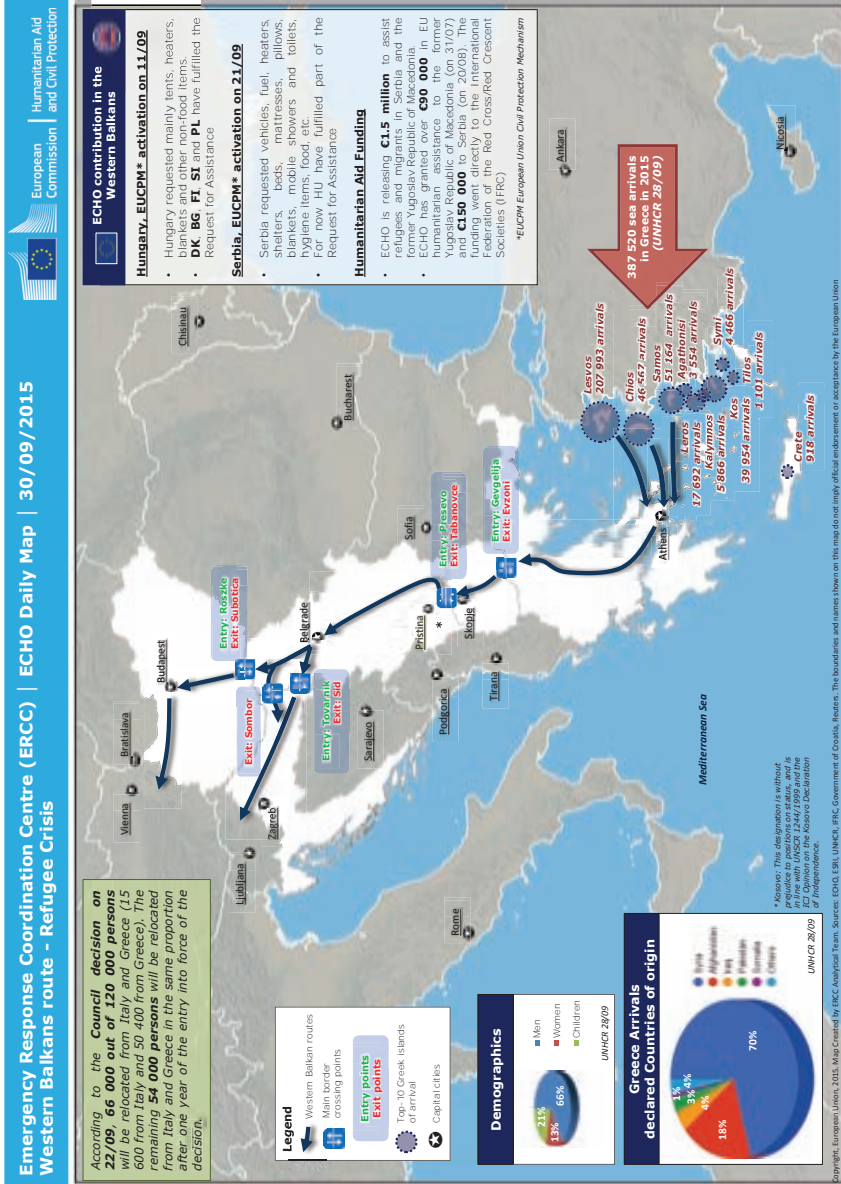 Emergency Response Coordination Centre (ERCC) | ECHO Daily Map | 30/09/2015
Western Balkans route - Refugee Crisis
European
Commission
Humanitarian Aid
and Civil Protection
According to the Council decision on
22/09, 66 000 out of 120 000 persons
will be relocated from Italy and Greece (15
600 from Italy and 50 400 from Greece). The
remaining 54 000 persons will be relocated
from Italy and Greece in the same proportion
after one year of the entry into force of the
decision.
ECHO contribution in the
Western Balkans
Hungary, EUCPM* activation on 11/09
• Hungary requested mainly tents, heaters,
blankets and other non-food items.
• DK, BG, FI, SI and PL have fulfilled the
Request for Assistance
Serbia, EUCPM* activation on 21/09
• Serbia requested vehicles, fuel, heaters,
shelters, beds, mattresses, pillows,
blankets, mobile showers and toilets,
hygiene items, food, etc.
• For now HU have fulfilled part of the
Request for Assistance
Humanitarian Aid Funding
• ECHO is releasing €1.5 million to assist
refugees and migrants in Serbia and the
former Yugoslav Republic of Macedonia.
• ECHO has granted over €90 000 in EU
humanitarian assistance to the former
Yugoslav Republic of Macedonia (on 31/07)
and €150 000 to Serbia (on 20/08). The
funding went directly to the International
Federation of the Red Cross/Red Crescent
Societies (IFRC)
*EUCPM European Union Civil Protection Mechanism
Vienna
Bratislava
Budapest
Chisinau
Ljubljana
Zagreb
Exit: Sombor
Entry: Röszke
Exit: Subotica
Entry: Tovarnik
Exit: Sid
Belgrade
Bucharest
Sarajevo
Sofia
Pristina
*
Podgorica
Skopje
Entry: Presevo
Exit: Tabanovce
Entry: Gevgelija
Exit: Evzoni
Tirana
Rome
Athens
Ankara
Nicosia
Mediterranean Sea
387 520 sea arrivals
in Greece in 2015
(UNHCR 28/09)
Lesvos
207 993 arrivals
Chios
46 567 arrivals
Samos
51 164 arrivals
Agathonisi
3 554 arrivals
Leros
17 692 arrivals
Kalymnos
5 866 arrivals
Kos
39 954 arrivals
Symi
4 466 arrivals
Tilos
1 101 arrivals
Crete
918 arrivals
Legend
Western Balkan routes
Main border
crossing points
Entry points
Exit points
Top-10 Greek islands
of arrival
Capital cities
Demographics
21%
13%
66%
Men
Women
Children
UNHCR 28/09
Greece Arrivals
declared Countries of origin
70%
18%
4%
3%
1%
4%
Syria
Afghanistan
Iraq
Pakistan
Somalia
Others
UNHCR 28/09
* Kosovo: This designation is without
prejudice to positions on status, and is
in line with UNSCR 1244/1999 and the
ICJ Opinion on the Kosovo Declaration
of Independence.
Copyright, European Union, 2015. Map Created by ERCC Analytical Team. Sources: ECHO, ESRI, UNHCR, IFRC, Government of Croatia, Reuters. The boundaries and names shown on this map do not imply official endorsement or acceptance by the European Union